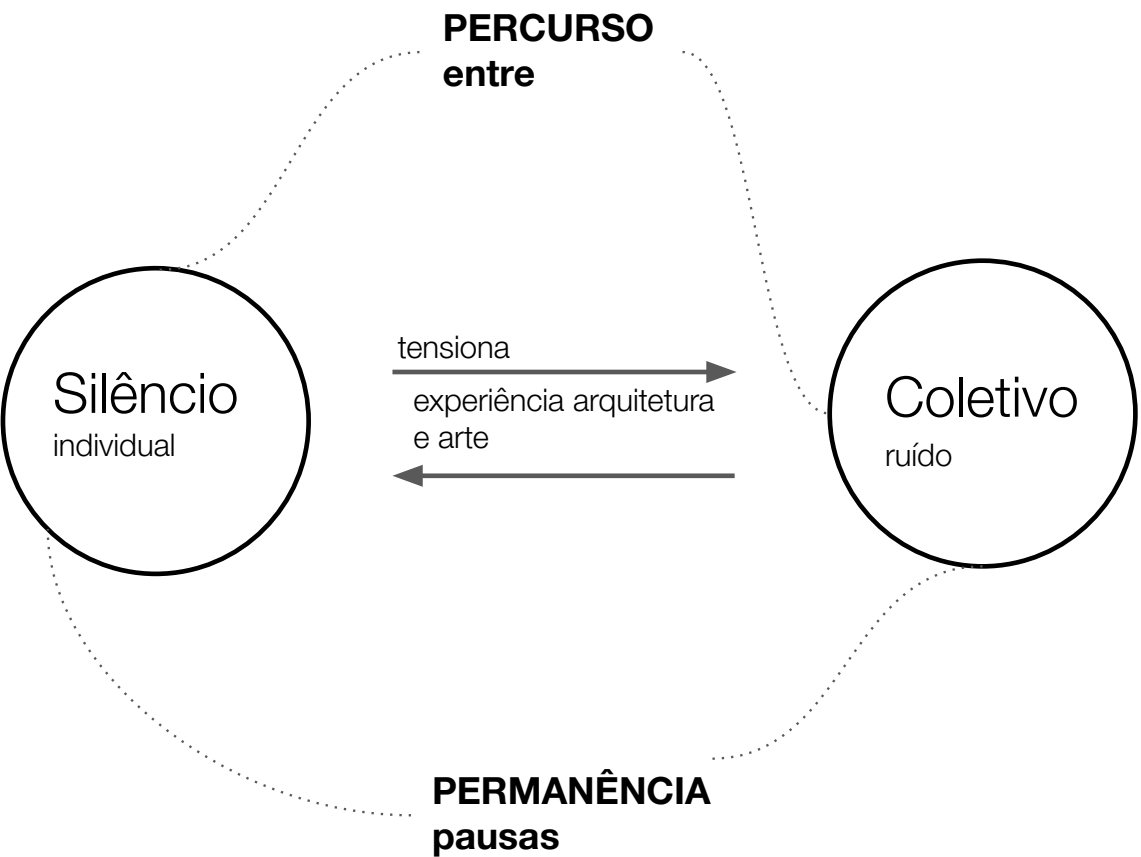 PERCURSO
entre
Silêncio
individual
tensiona
experiência arquitetura
e arte
Coletivo
ruído
PERMANÊNCIA
pausas